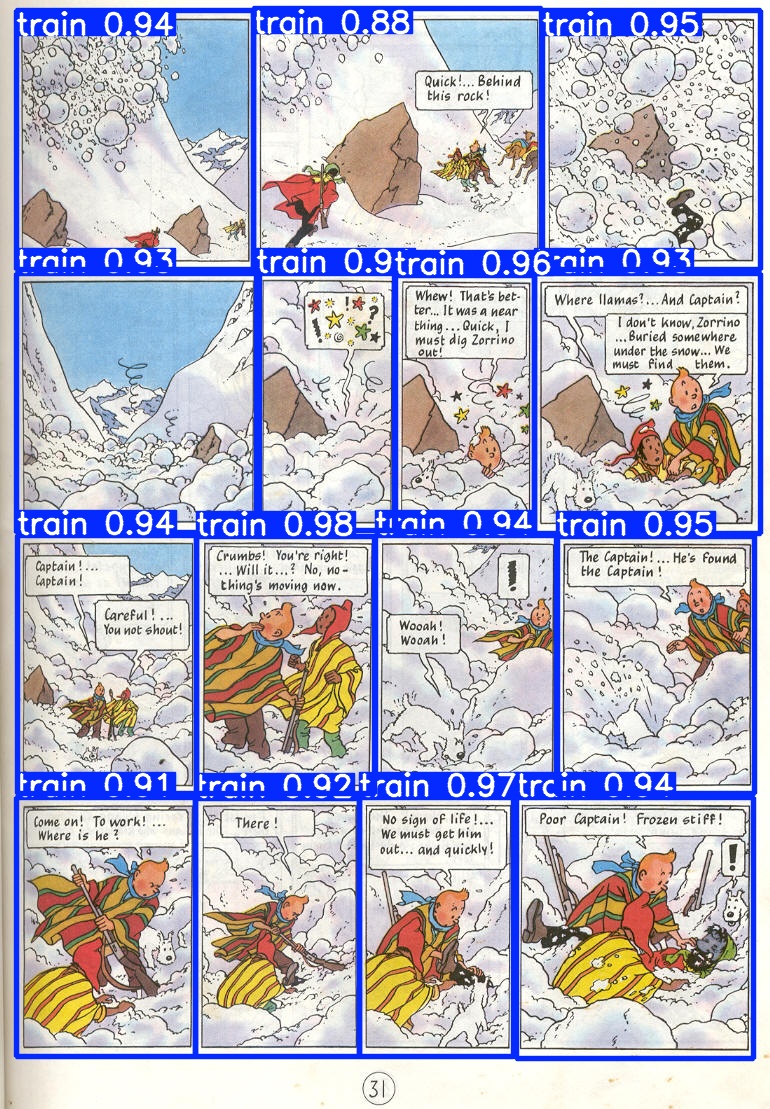 train 0.94
train 0.88
train 0.95
Quick!... Behind
this rock!
train 0.93
train 0.9
train 0.96
train 0.93
! ?
!
Whew! That's bet-
ter... It was a near
thing... Quick, I
must dig Zorrino
out!
Where llamas?... And Captain?
I don't know, Zorrino
...Buried somewhere
under the snow... We
must find them.
train 0.94
train 0.98
train 0.94
train 0.95
Captain!...
Captain!
Careful!...
You not shout!
Crumbs! You're right!
...Will it...? No, no-
thing's moving now.
!
Wooah!
Wooah!
The Captain!... He's found
the Captain!
train 0.91
train 0.92
train 0.97
train 0.94
Come on! To work!...
Where is he?
There!
No sign of life!...
We must get him
out... and quickly!
Poor Captain! Frozen stiff!
!
31